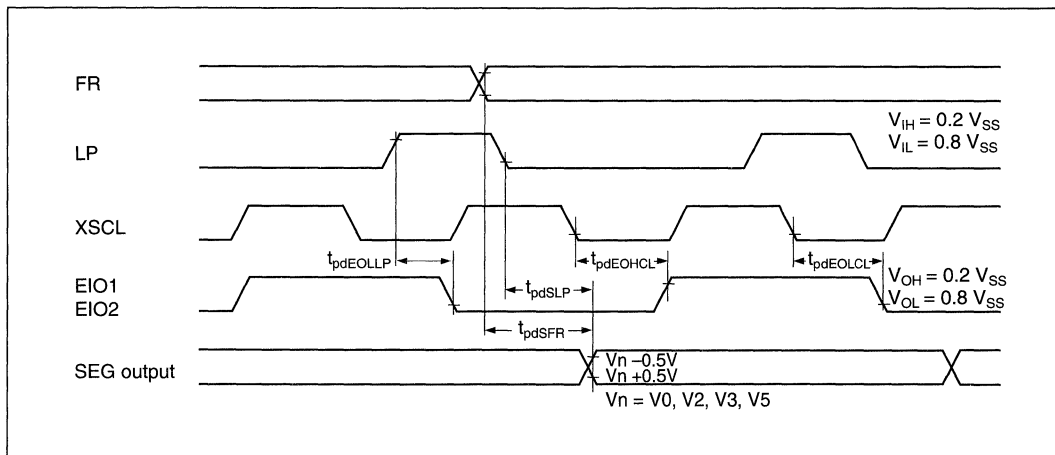 FR
V_IH = 0.2 V_SS
V_IL = 0.8 V_SS
LP
XSCL
t_pdEOLLP
t_pdEOHCL
t_pdEOLCL
EIO1
EIO2
V_OH = 0.2 V_SS
V_OL = 0.8 V_SS
t_pdSLP
t_pdSFR
SEG output
Vn –0.5V
Vn +0.5V
Vn = V0, V2, V3, V5